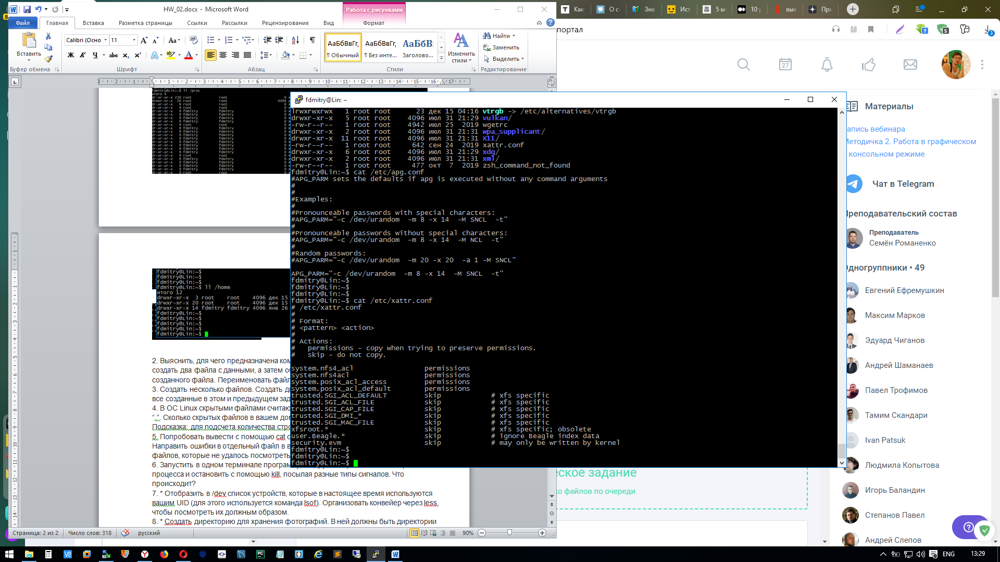 HW_02.docx - Microsoft Word
Работа с рисунками
Файл
Главная
Вставка
Разметка страницы
Ссылки
Рассылки
Рецензирование
Вид
Формат
Вставить
Calibri (Осно
11
Ж К Ч abc x₂ x²
АаБбВвГг,
¶ Обычный
АаБбВвГг,
¶ Без инте...
Заголово...
Изменить стили
Найти
Заменить
Выделить
Буфер обмена
Шрифт
Абзац
Стили
Редактирование
fdmitry@Lin:~$ ll /proc
итого 4
fdmitry@Lin:~$
fdmitry@Lin:~$
fdmitry@Lin:~$
fdmitry@Lin:~$ ll /home
итого 12
drwxr-xr-x 3 root root 4096 дек 15
drwxr-xr-x 20 root root 4096 дек 15
drwxr-xr-x 14 fdmitry fdmitry 4096 янв 26
fdmitry@Lin:~$
fdmitry@Lin:~$
fdmitry@Lin:~$
fdmitry@Lin:~$
fdmitry@Lin:~$
2. Выяснить, для чего предназначена
создать два файла с данными, а затем
созданного файла. Переименовать
3. Создать несколько файлов. Создать
все созданные в этом и предыдущем
4. В ОС Linux скрытыми файлами
“.”. Сколько скрытых файлов в вашем
Подсказка: для подсчета количества
5. Попробовать вывести с помощью cat
Направить ошибки в отдельный файл в
файлов, которые не удалось посмотреть
6. Запустить в одном терминале
процесса и остановить с помощью kill, посылая разные типы сигналов. Что
происходит?
7. * Отобразить в /dev список устройств, которые в настоящее время используются
вашим UID (для этого используется команда lsof). Организовать конвейер через less,
чтобы посмотреть их должным образом.
8. * Создать директорию для хранения фотографий. В ней должны быть директории
Страница: 2 из 2
Число слов: 318
русский
90%
fdmitry@Lin: ~
lrwxrwxrwx 1 root root 23 дек 15 04:16 vtrgb -> /etc/alternatives/vtrgb
drwxr-xr-x 5 root root 4096 июл 31 21:29 vulkan/
-rw-r--r-- 1 root root 4942 июл 25 2019 wgetrc
drwxr-xr-x 2 root root 4096 июл 31 21:31 wpa_supplicant/
drwxr-xr-x 11 root root 4096 июл 31 21:31 X11/
-rw-r--r-- 1 root root 642 сен 24 2019 xattr.conf
drwxr-xr-x 6 root root 4096 июл 31 21:29 xdg/
drwxr-xr-x 2 root root 4096 июл 31 21:31 xml/
-rw-r--r-- 1 root root 477 окт 7 2019 zsh_command_not_found
fdmitry@Lin:~$ cat /etc/apg.conf
#APG_PARM sets the defaults if apg is executed without any command arguments
#
#
#Examples:
#
#Pronounceable passwords with special characters:
#APG_PARM="-c /dev/urandom -m 8 -x 14 -M SNCL -t"
#
#Pronounceable passwords without special characters:
#APG_PARM="-c /dev/urandom -m 8 -x 14 -M NCL -t"
#
#Random passwords:
#APG_PARM="-c /dev/urandom -m 20 -x 20 -a 1 -M SNCL"
APG_PARM="-c /dev/urandom -m 8 -x 14 -M SNCL -t"
fdmitry@Lin:~$
fdmitry@Lin:~$
fdmitry@Lin:~$
fdmitry@Lin:~$ cat /etc/xattr.conf
# /etc/xattr.conf
#
# Format:
# <pattern> <action>
#
# Actions:
# permissions - copy when trying to preserve permissions.
# skip - do not copy.
system.nfs4_acl permissions
system.nfs4acl permissions
system.posix_acl_access permissions
system.posix_acl_default permissions
trusted.SGI_ACL_DEFAULT skip # xfs specific
trusted.SGI_ACL_FILE skip # xfs specific
trusted.SGI_CAP_FILE skip # xfs specific
trusted.SGI_DMI_* skip # xfs specific
trusted.SGI_MAC_FILE skip # xfs specific
xfsroot.* skip # xfs specific; obsolete
user.Beagle.* skip # ignore Beagle index data
security.evm skip # may only be written by kernel
fdmitry@Lin:~$
fdmitry@Lin:~$
fdmitry@Lin:~$
портал
27
Материалы
апись вебинара
Методичка 2. Работа в графическом
консольном режиме
Чат в Telegram
Преподавательский состав
Преподаватель
Семён Романенко
Одногруппники • 49
Евгений Ефремушкин
Максим Марков
Эдуард Чиганов
Андрей Шаманаев
Павел Трофимов
Тамим Скандари
Ivan Patsuk
Людмила Копытова
Игорь Баландин
Степанов Павел
Андрей Слепов
еское задание
о файлов по очереди
ENG
13:29